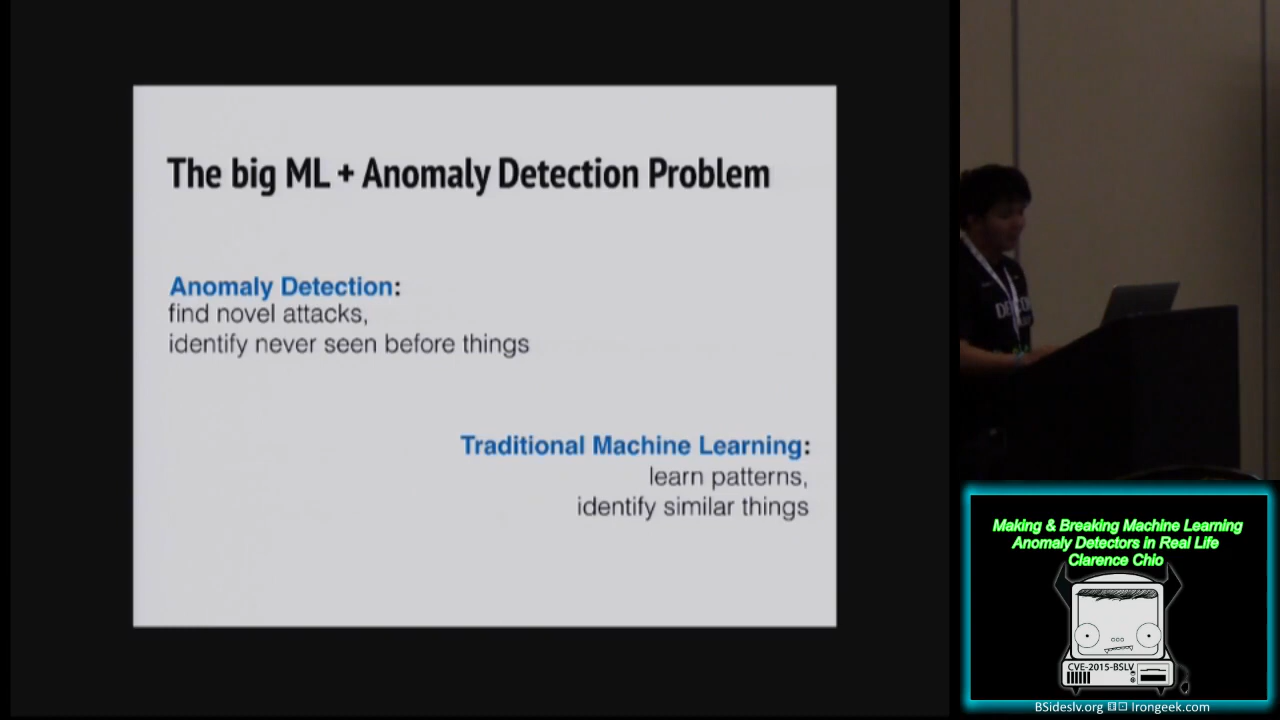 The big ML + Anomaly Detection Problem
Anomaly Detection:
find novel attacks,
identify never seen before things
Traditional Machine Learning:
learn patterns,
identify similar things
Making & Breaking Machine Learning
Anomaly Detectors in Real Life
Clarence Chio
CVE-2015-BSLV
BSideslv.org Irongeek.com